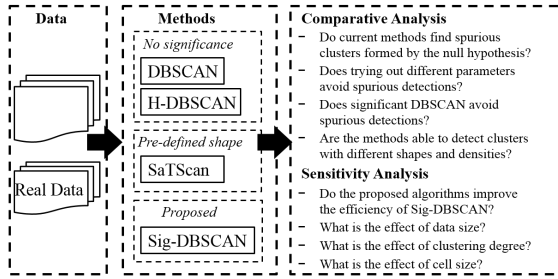 Data
Real Data
Methods
No significance
DBSCAN
H-DBSCAN
Pre-defined shape
SaTScan
Proposed
Sig-DBSCAN
Comparative Analysis
- Do current methods find spurious
clusters formed by the null hypothesis?
- Does trying out different parameters
avoid spurious detections?
- Does significant DBSCAN avoid
spurious detections?
- Are the methods able to detect clusters
with different shapes and densities?
Sensitivity Analysis
- Do the proposed algorithms improve
the efficiency of Sig-DBSCAN?
- What is the effect of data size?
- What is the effect of clustering degree?
- What is the effect of cell size?